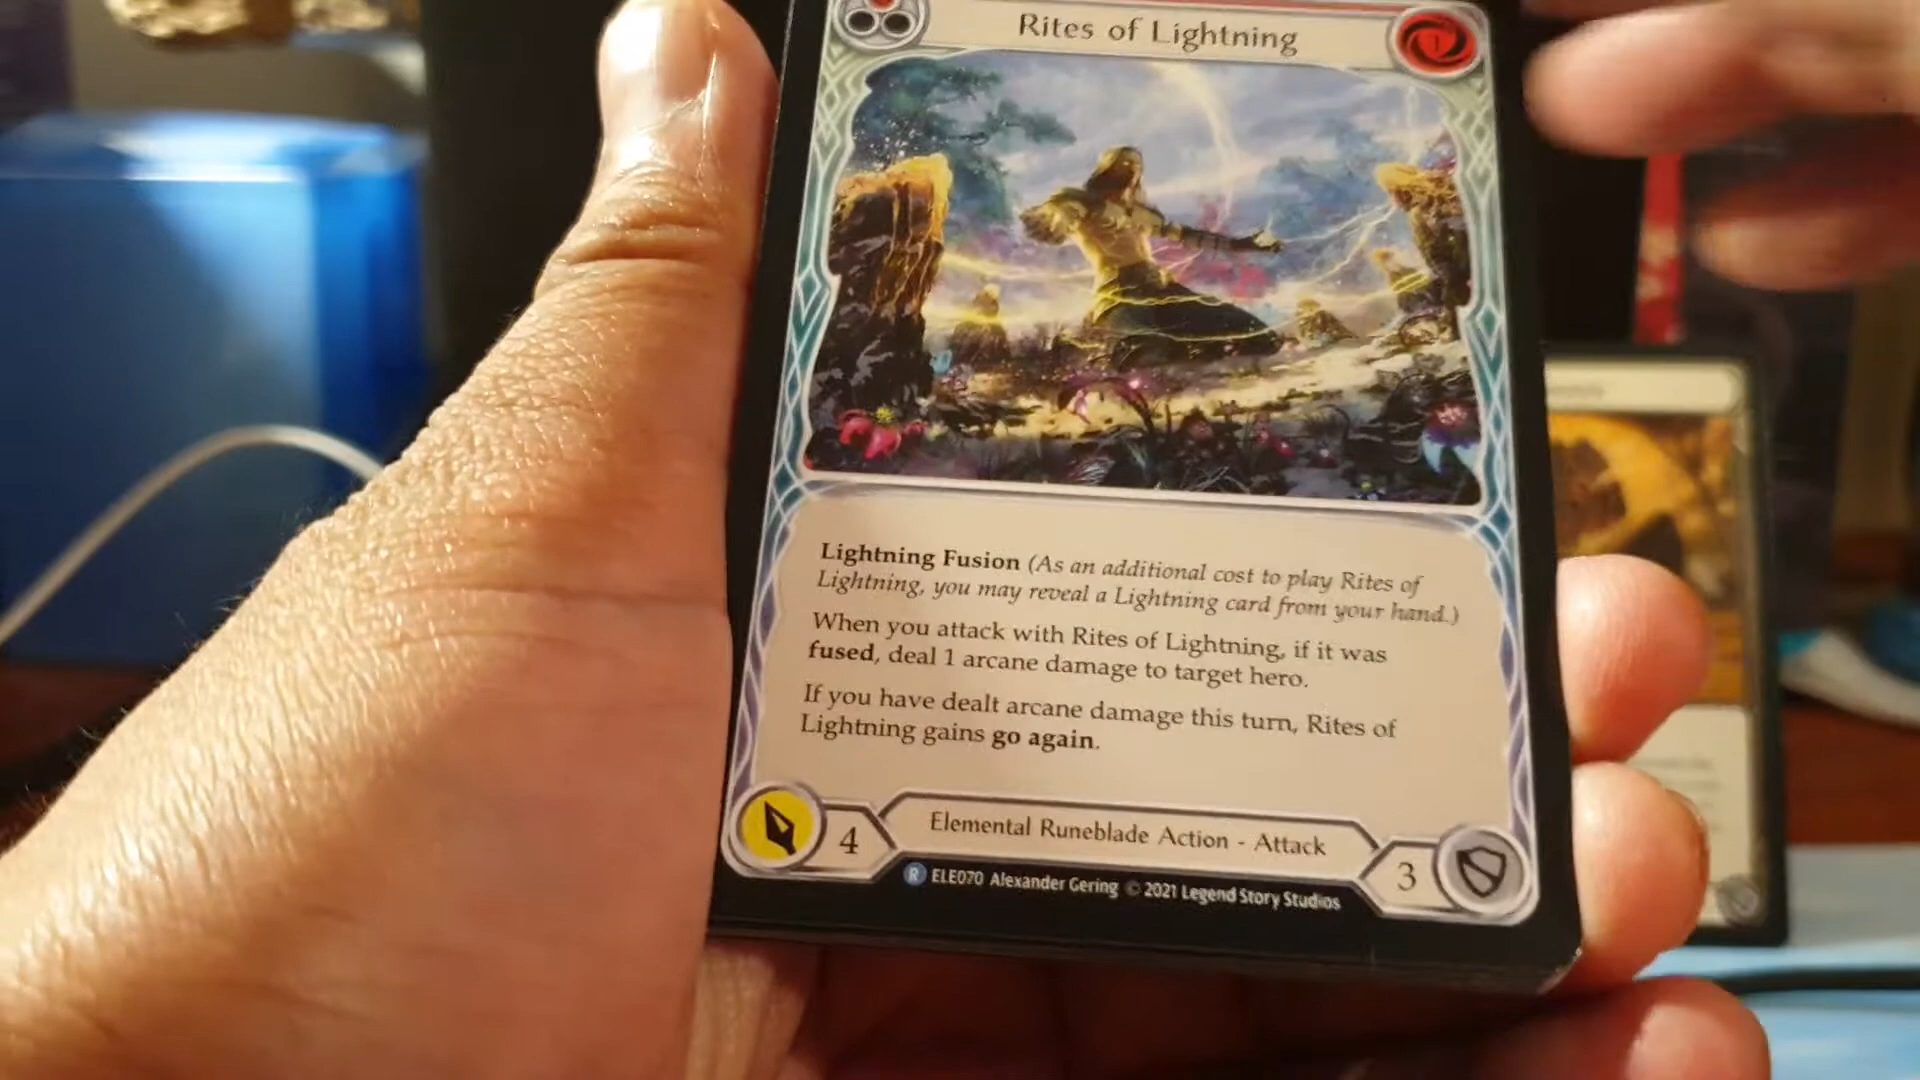 Rites of Lightning
1
Lightning Fusion (As an additional cost to play Rites of
Lightning, you may reveal a Lightning card from your hand.)
When you attack with Rites of Lightning, if it was
fused, deal 1 arcane damage to target hero.
If you have dealt arcane damage this turn, Rites of
Lightning gains go again.
4
Elemental Runeblade Action - Attack
3
R ELE070 Alexander Gering © 2021 Legend Story Studios